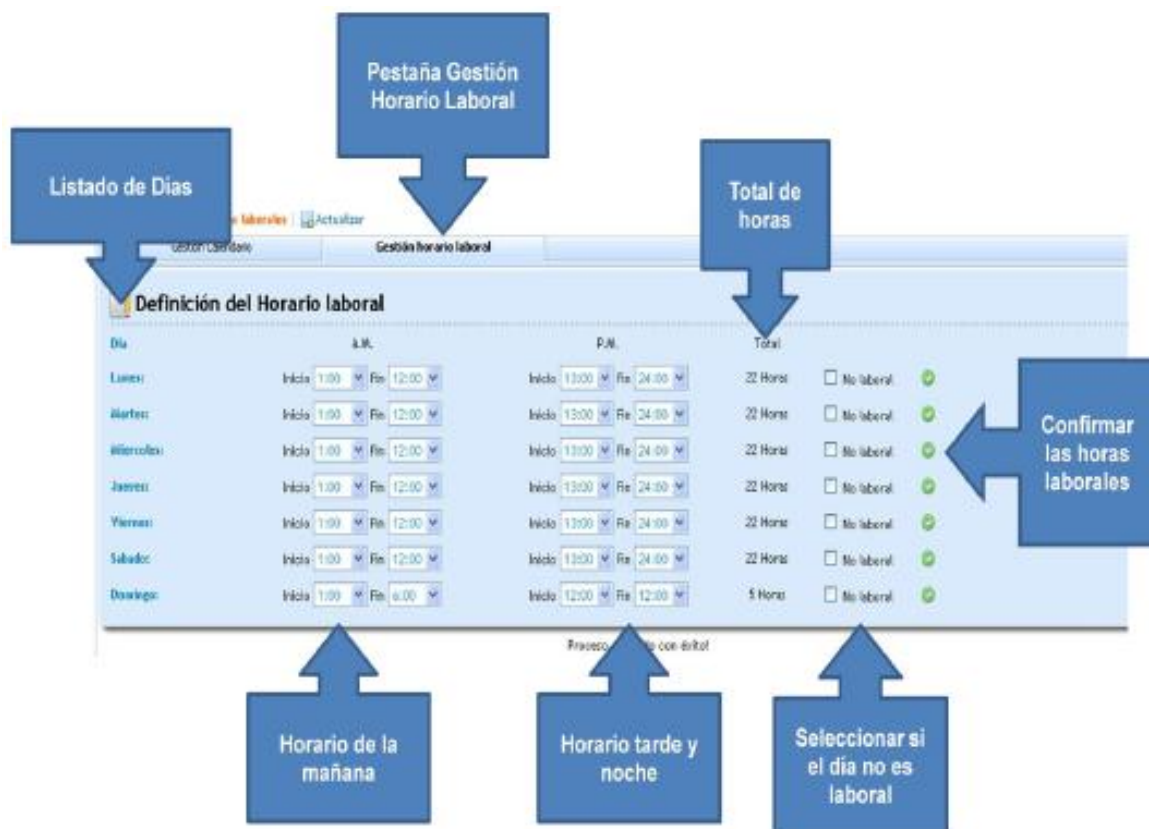 Pestaña Gestión
Horario Laboral
Listado de Dias
Total de
horas
laborales | Actualizar
Gestión Calendario
Gestión horario laboral
Definición del Horario laboral
Día A.M. P.M. Total
Lunes: Inicio 1:00 Fin 12:00 Inicio 13:00 Fin 24:00 22 Horas No laboral
Martes: Inicio 1:00 Fin 12:00 Inicio 13:00 Fin 24:00 22 Horas No laboral
Miercoles: Inicio 1:00 Fin 12:00 Inicio 13:00 Fin 24:00 22 Horas No laboral
Jueves: Inicio 1:00 Fin 12:00 Inicio 13:00 Fin 24:00 22 Horas No laboral
Viernes: Inicio 1:00 Fin 12:00 Inicio 13:00 Fin 24:00 22 Horas No laboral
Sabado: Inicio 1:00 Fin 12:00 Inicio 13:00 Fin 24:00 22 Horas No laboral
Domingo: Inicio 1:00 Fin 6:00 Inicio 12:00 Fin 12:00 5 Horas No laboral
Confirmar
las horas
laborales
Proceso con éxito!
Horario de la
mañana
Horario tarde y
noche
Seleccionar si
el día no es
laboral